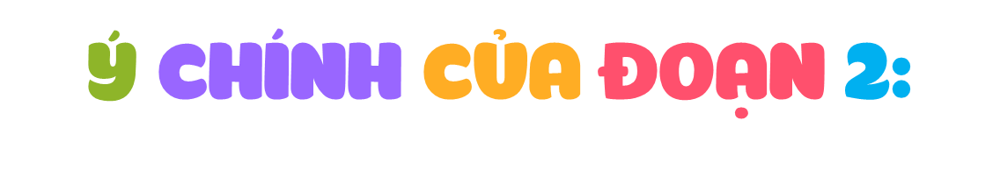 Ý CHÍNH CỦA ĐOẠN 2: